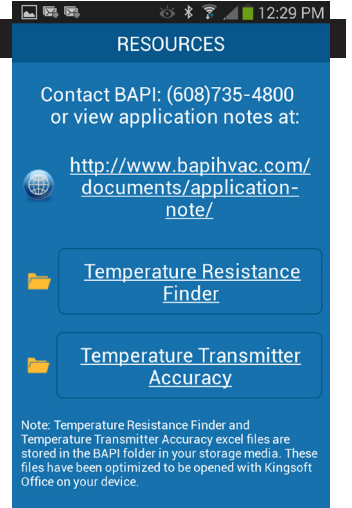 12:29 PM
RESOURCES
Contact BAPI: (608)735-4800
or view application notes at:
http://www.bapihvac.com/
documents/application-
note/
Temperature Resistance
Finder
Temperature Transmitter
Accuracy
Note: Temperature Resistance Finder and
Temperature Transmitter Accuracy excel files are
stored in the BAPI folder in your storage media. These
files have been optimized to be opened with Kingsoft
Office on your device.